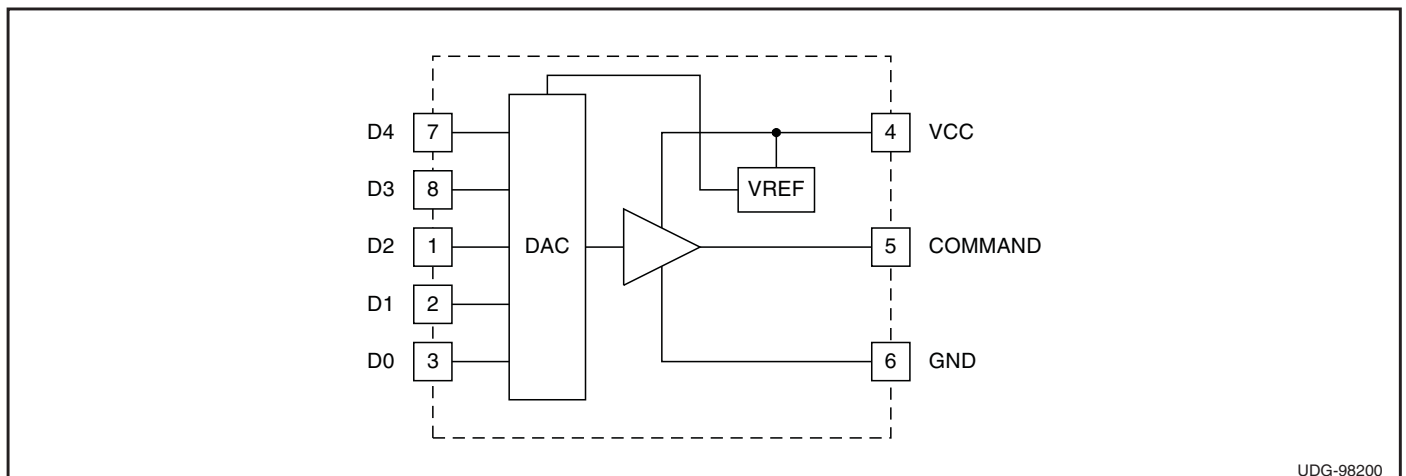 D4 7
D3 8
D2 1
D1 2
D0 3
DAC
VREF
4 VCC
5 COMMAND
6 GND
UDG-98200